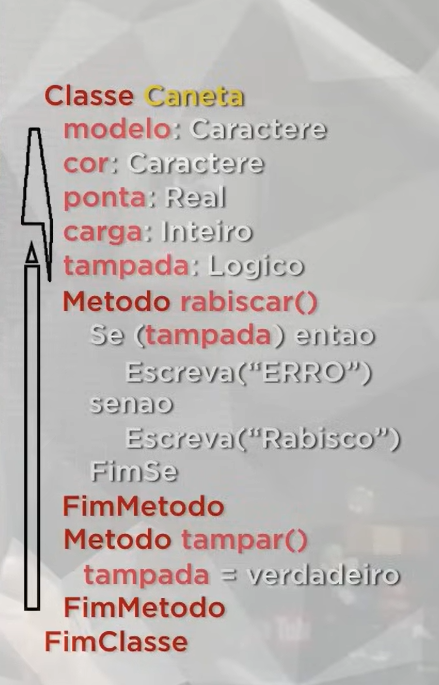 Classe Caneta
modelo: Caractere
cor: Caractere
ponta: Real
carga: Inteiro
tampada: Logico
Metodo rabiscar()
Se (tampada) entao
Escreva(“ERRO”)
senao
Escreva(“Rabisco”)
FimSe
FimMetodo
Metodo tampar()
tampada = verdadeiro
FimMetodo
FimClasse